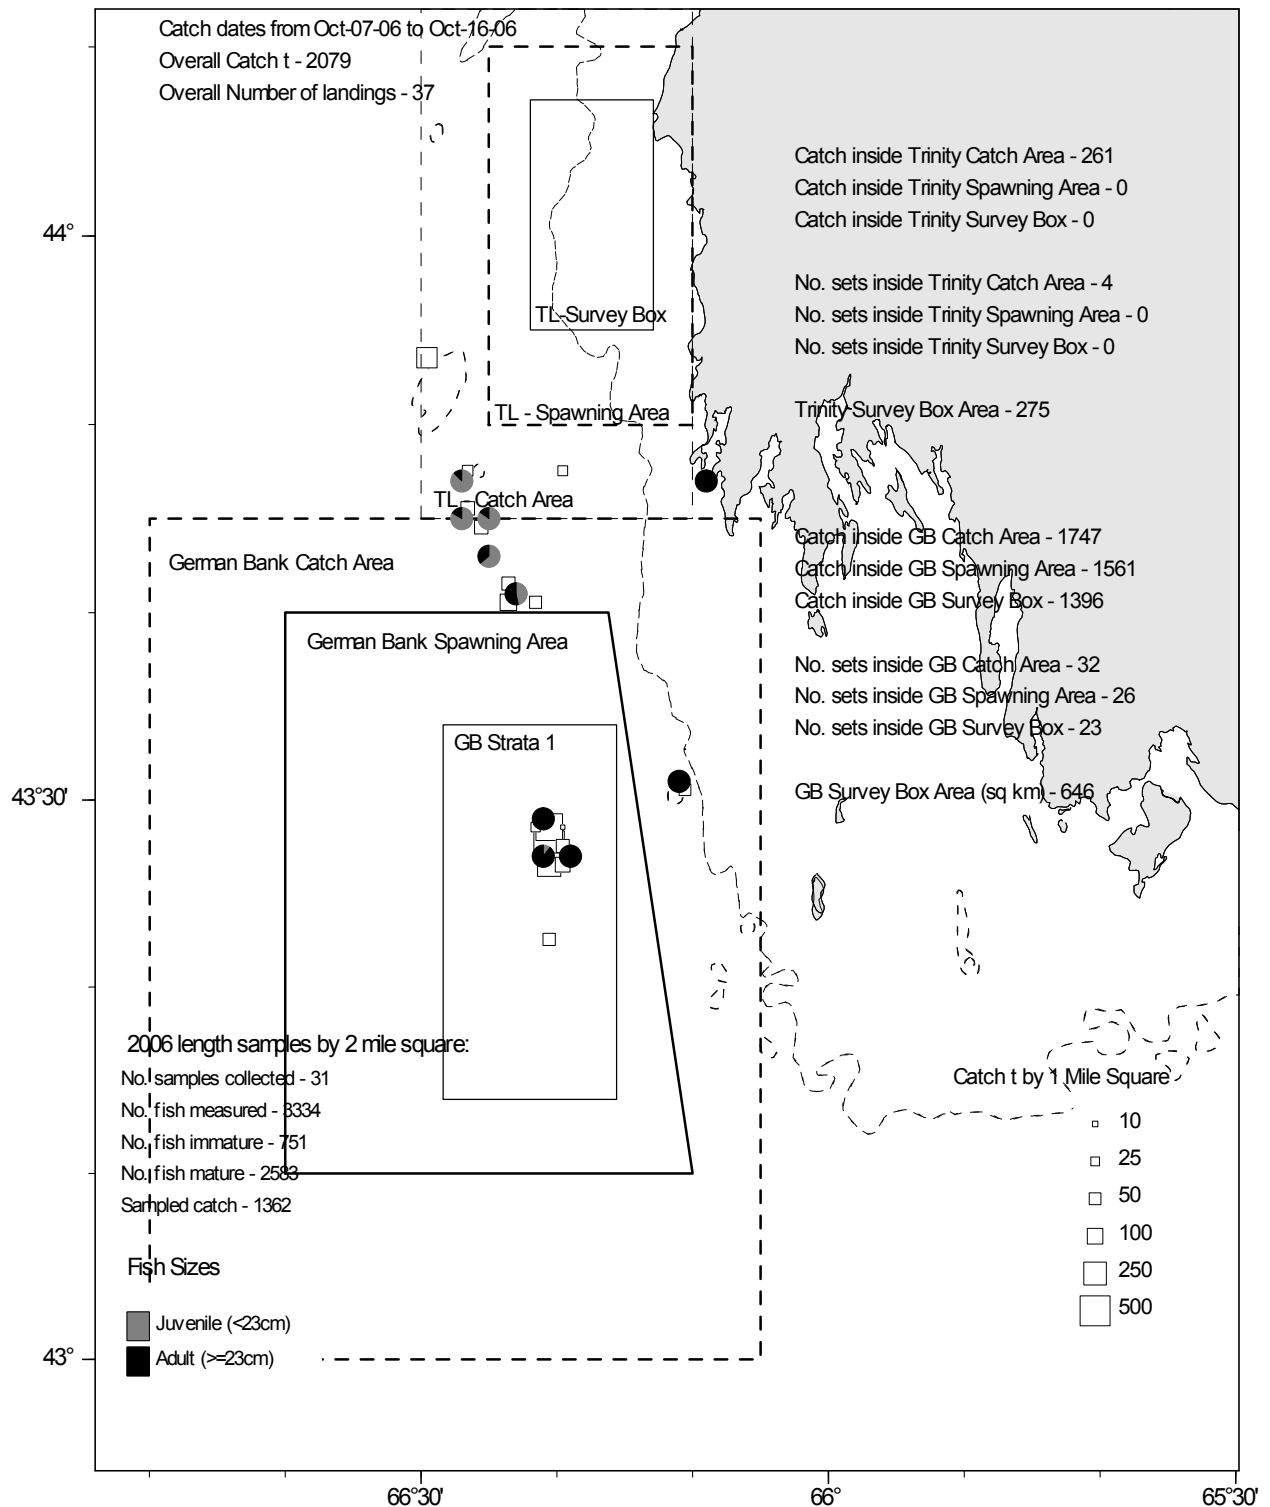 Catch dates from Oct-07-06 to Oct-16-06
Overall Catch t - 2079
Overall Number of landings - 37
Catch inside Trinity Catch Area - 261
Catch inside Trinity Spawning Area - 0
Catch inside Trinity Survey Box - 0
44°
No. sets inside Trinity Catch Area - 4
No. sets inside Trinity Spawning Area - 0
No. sets inside Trinity Survey Box - 0
TL-Survey Box
Trinity Survey Box Area - 275
TL - Spawning Area
TL - Catch Area
German Bank Catch Area
Catch inside GB Catch Area - 1747
Catch inside GB Spawning Area - 1561
Catch inside GB Survey Box - 1396
German Bank Spawning Area
No. sets inside GB Catch Area - 32
No. sets inside GB Spawning Area - 26
No. sets inside GB Survey Box - 23
GB Strata 1
43°30'
GB Survey Box Area (sq km) - 646
2006 length samples by 2 mile square:
No. samples collected - 31
No. fish measured - 3334
No. fish immature - 751
No. fish mature - 2583
Sampled catch - 1362
Catch t by 1 Mile Square
10
25
50
100
250
500
Fish Sizes
Juvenile (<23cm)
Adult (>=23cm)
43°
66°30'
66°
65°30'